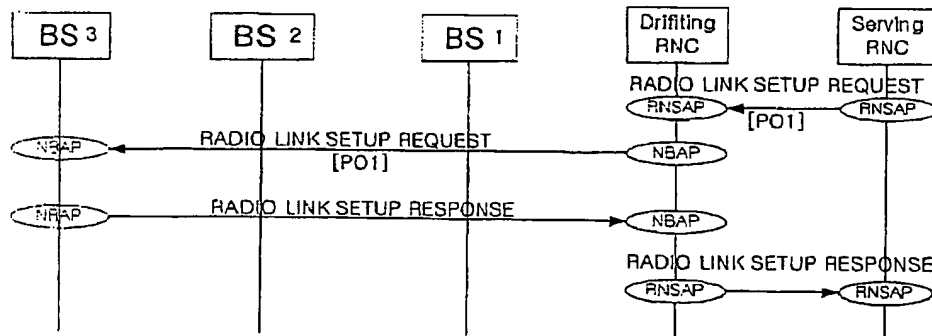 BS 3
BS 2
BS 1
Drifiting
RNC
Serving
RNC
RADIO LINK SETUP REQUEST
RNSAP
RNSAP
[PO1]
RADIO LINK SETUP REQUEST
NBAP
NBAP
[PO1]
RADIO LINK SETUP RESPONSE
NBAP
NBAP
RADIO LINK SETUP RESPONSE
RNSAP
RNSAP